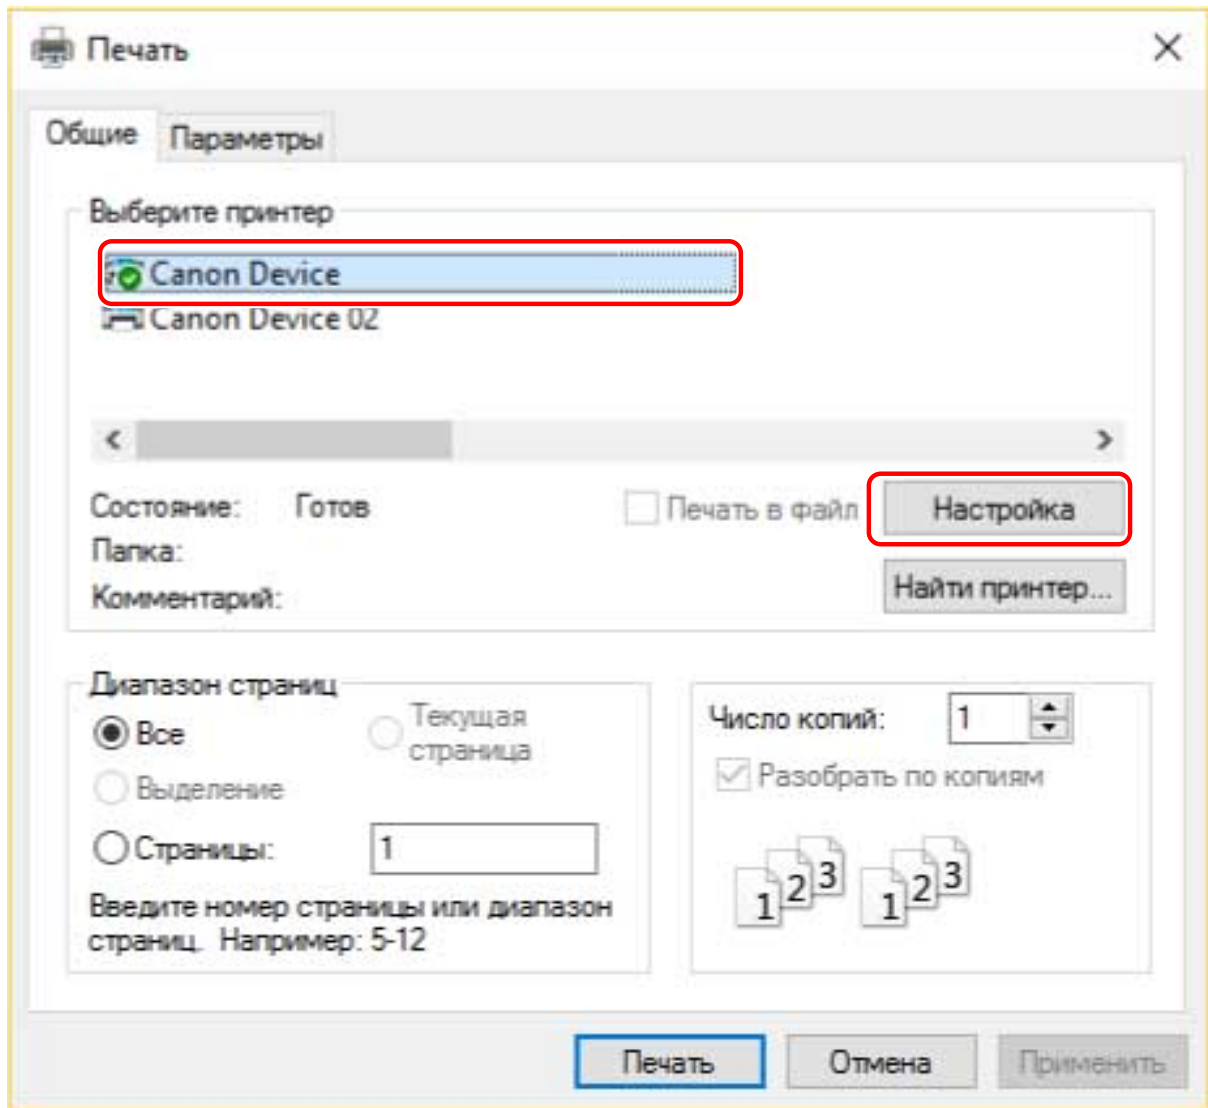 Печать
Общие
Параметры
Выберите принтер
Canon Device
Canon Device 02
Состояние: Готов
Печать в файл
Настройка
Папка:
Комментарий:
Найти принтер...
Диапазон страниц
Все
Текущая
страница
Выделение
Страницы: 1
Введите номер страницы или диапазон
страниц. Например: 5-12
Число копий: 1
Разобрать по копиям
1 2 3 1 2 3
Печать
Отмена
Применить